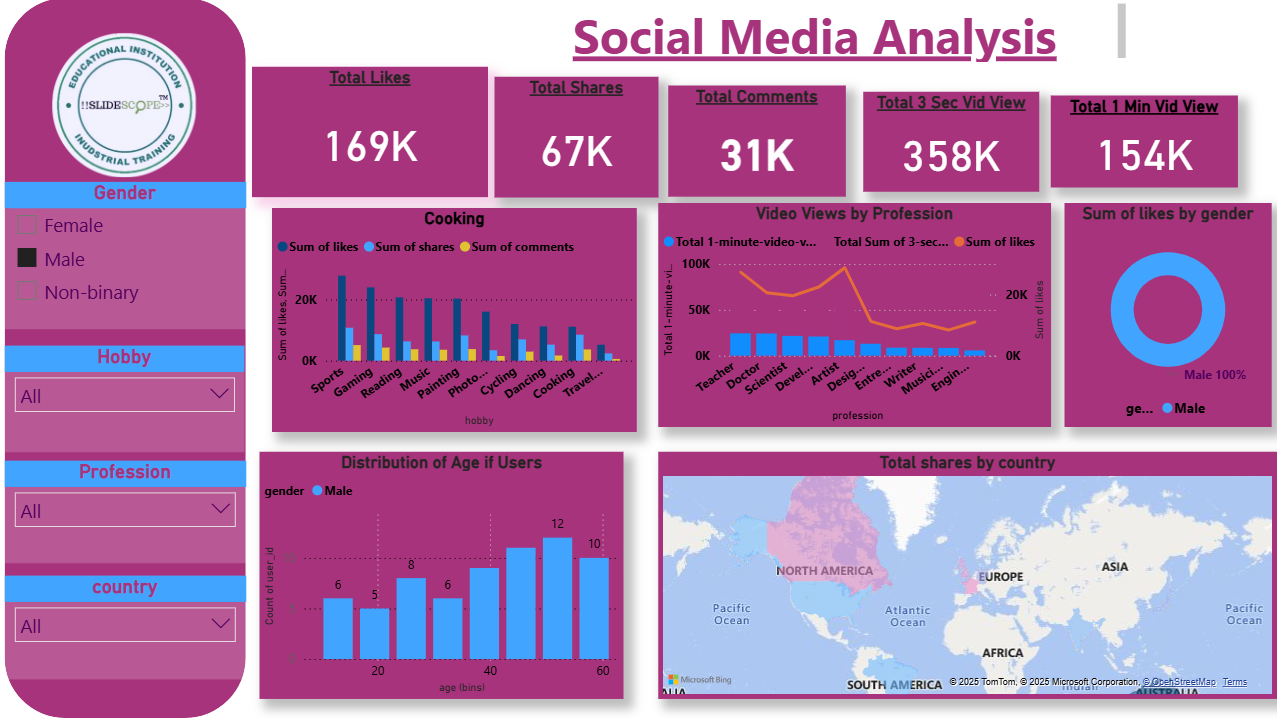 Social Media Analysis
EDUCATIONAL INSTITUTION
!!SLIDESCOPE>>
TM
INUDSTRIAL TRAINING
Gender
Female
Male
Non-binary
Hobby
All
Profession
All
country
All
Total Likes
169K
Total Shares
67K
Total Comments
31K
Total 3 Sec Vid View
358K
Total 1 Min Vid View
154K
Cooking
Sum of likes Sum of shares Sum of comments
Sum of likes, Sum...
20K
0K
Sports Gaming Reading Music Painting Photo... Cycling Dancing Cooking Travel...
hobby
Video Views by Profession
Total 1-minute-video-v... Total Sum of 3-sec... Sum of likes
Total 1-minute-vi...
100K
50K
0K
20K
0K
Sum of likes
Teacher Doctor Scientist Devel... Artist Desig... Entre... Writer Musici... Engin...
profession
Sum of likes by gender
Male 100%
ge... Male
Distribution of Age if Users
gender Male
Count of user_id
6 5 8 6 12 10
20 40 60
age (bins)
Total shares by country
NORTH AMERICA
EUROPE
ASIA
Pacific
Ocean
Atlantic
Ocean
Pacific
Ocean
AFRICA
SOUTH AMERICA
Microsoft Bing
© 2025 TomTom, © 2025 Microsoft Corporation, © OpenStreetMap Terms